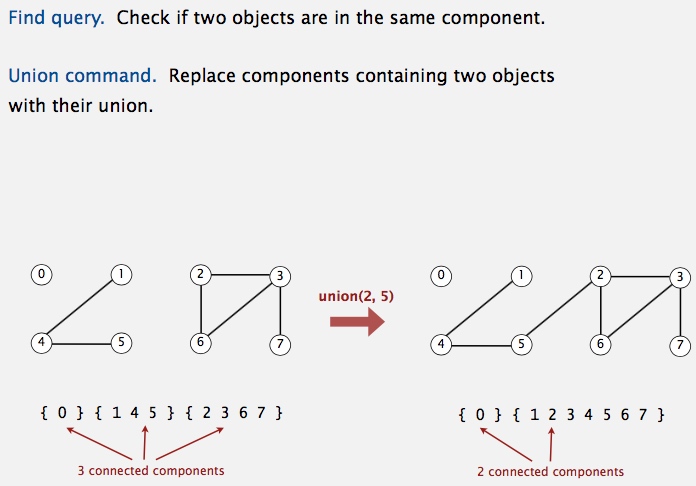 Find query. Check if two objects are in the same component.
Union command. Replace components containing two objects
with their union.
0 1 2 3
union(2, 5)
0 1 2 3
4 5 6 7
4 5 6 7
{ 0 } { 1 4 5 } { 2 3 6 7 }
{ 0 } { 1 2 3 4 5 6 7 }
3 connected components
2 connected components